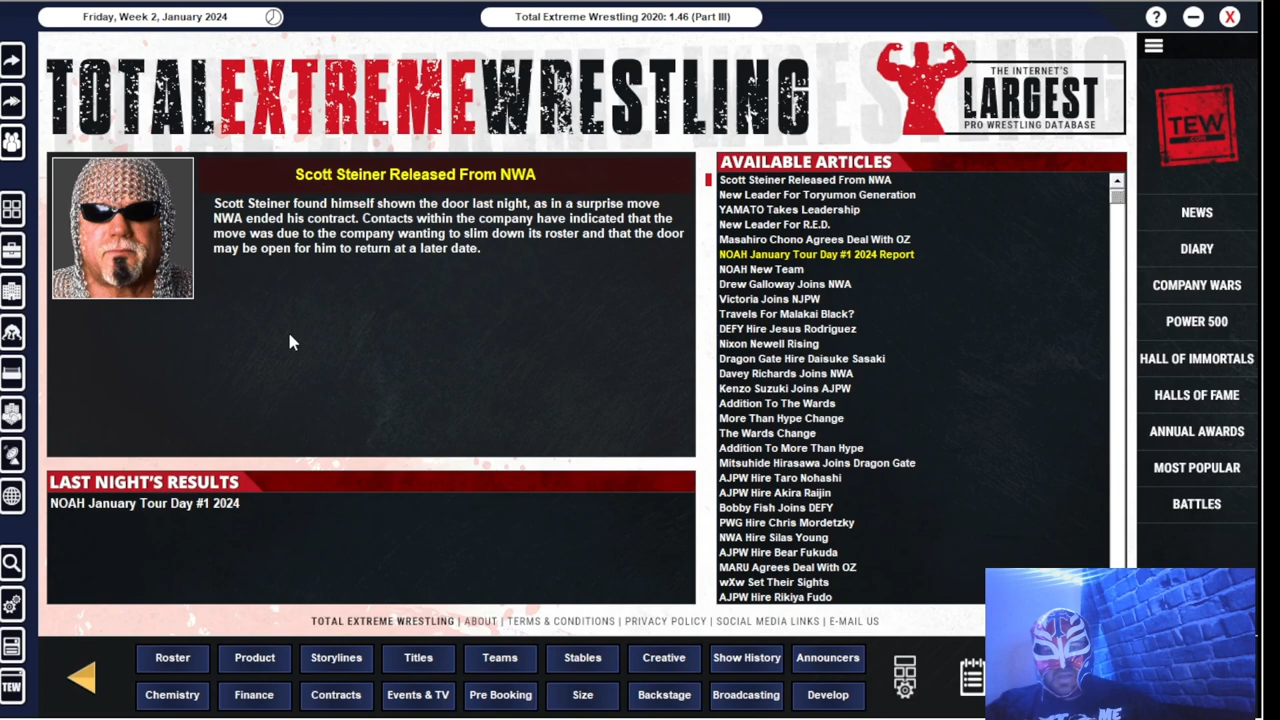 Friday, Week 2, January 2024
Total Extreme Wrestling 2020: 1.46 (Part III)
?
X
TOTALEXTREMEWRESTLING
THE INTERNET'S
LARGEST
PRO WRESTLING DATABASE
TEW
.COM
Scott Steiner Released From NWA
Scott Steiner found himself shown the door last night, as in a surprise move
NWA ended his contract. Contacts within the company have indicated that the
move was due to the company wanting to slim down its roster and that the door
may be open for him to return at a later date.
LAST NIGHT'S RESULTS
NOAH January Tour Day #1 2024
AVAILABLE ARTICLES
Scott Steiner Released From NWA
New Leader For Toryumon Generation
YAMATO Takes Leadership
New Leader For R.E.D.
Masahiro Chono Agrees Deal With OZ
NOAH January Tour Day #1 2024 Report
NOAH New Team
Drew Galloway Joins NWA
Victoria Joins NJPW
Travels For Malakai Black?
DEFY Hire Jesus Rodriguez
Nixon Newell Rising
Dragon Gate Hire Daisuke Sasaki
Davey Richards Joins NWA
Kenzo Suzuki Joins AJPW
Addition To The Wards
More Than Hype Change
The Wards Change
Addition To More Than Hype
Mitsuhide Hirasawa Joins Dragon Gate
AJPW Hire Taro Nohashi
AJPW Hire Akira Raijin
Bobby Fish Joins DEFY
PWG Hire Chris Mordetzky
NWA Hire Silas Young
AJPW Hire Bear Fukuda
MARU Agrees Deal With OZ
wXw Set Their Sights
AJPW Hire Rikiya Fudo
NEWS
DIARY
COMPANY WARS
POWER 500
HALL OF IMMORTALS
HALLS OF FAME
ANNUAL AWARDS
MOST POPULAR
BATTLES
TOTAL EXTREME WRESTLING | ABOUT | TERMS & CONDITIONS | PRIVACY POLICY | SOCIAL MEDIA LINKS | E-MAIL US
Roster
Product
Storylines
Titles
Teams
Stables
Creative
Show History
Announcers
Chemistry
Finance
Contracts
Events & TV
Pre Booking
Size
Backstage
Broadcasting
Develop
TEW